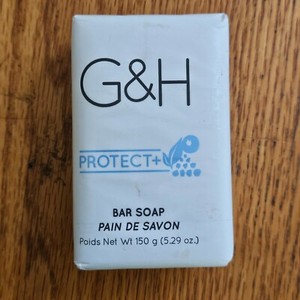 G&H
PROTECT+
BAR SOAP
PAIN DE SAVON
Poids Net Wt 150 g (5.29 oz.)